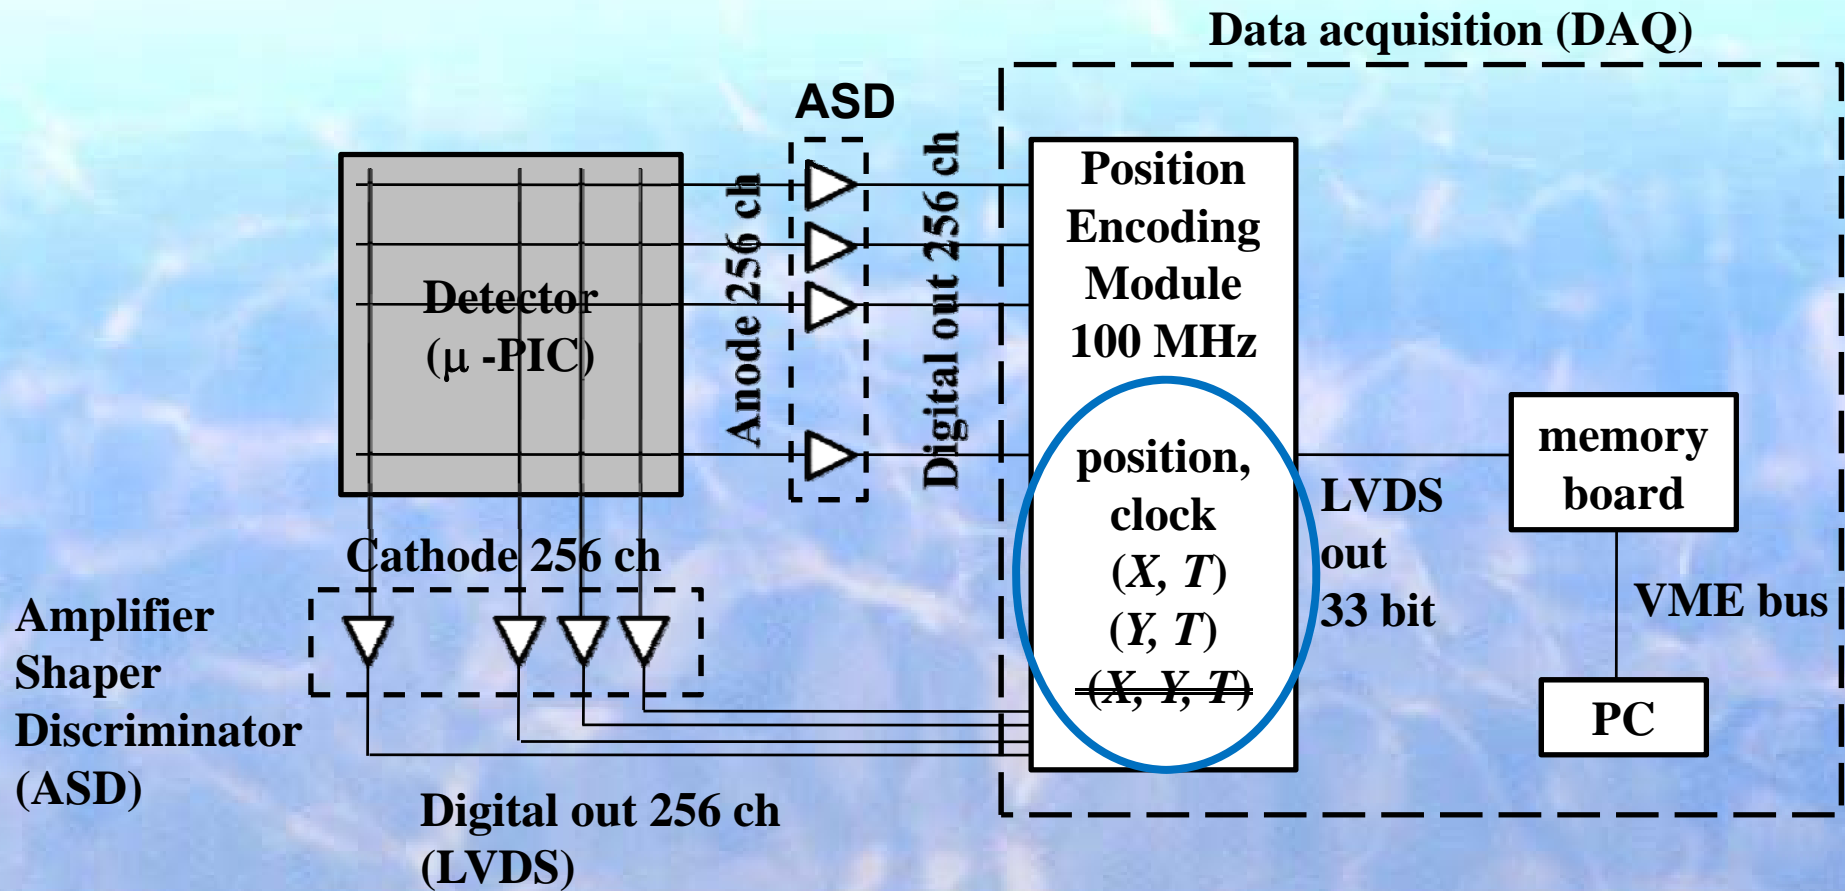 Data acquisition (DAQ)
ASD
Detector
(μ -PIC)
Anode 256 ch
Digital out 256 ch
Position
Encoding
Module
100 MHz
position,
clock
(X, T)
(Y, T)
(X, Y, T)
LVDS
out
33 bit
memory
board
VME bus
PC
Cathode 256 ch
Amplifier
Shaper
Discriminator
(ASD)
Digital out 256 ch
(LVDS)